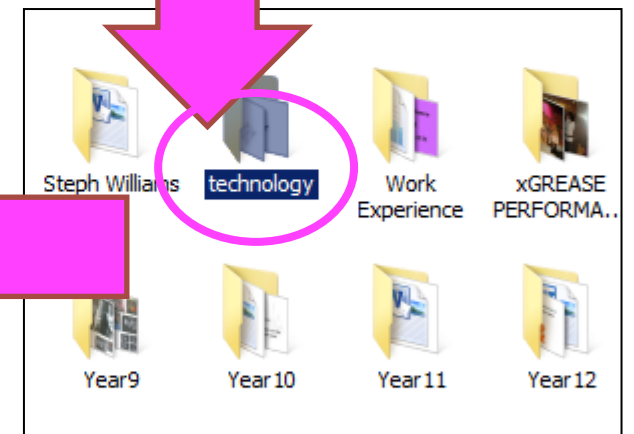 Steph Williams technology Work Experience xGREASE PERFORMA..
Year9 Year10 Year11 Year12